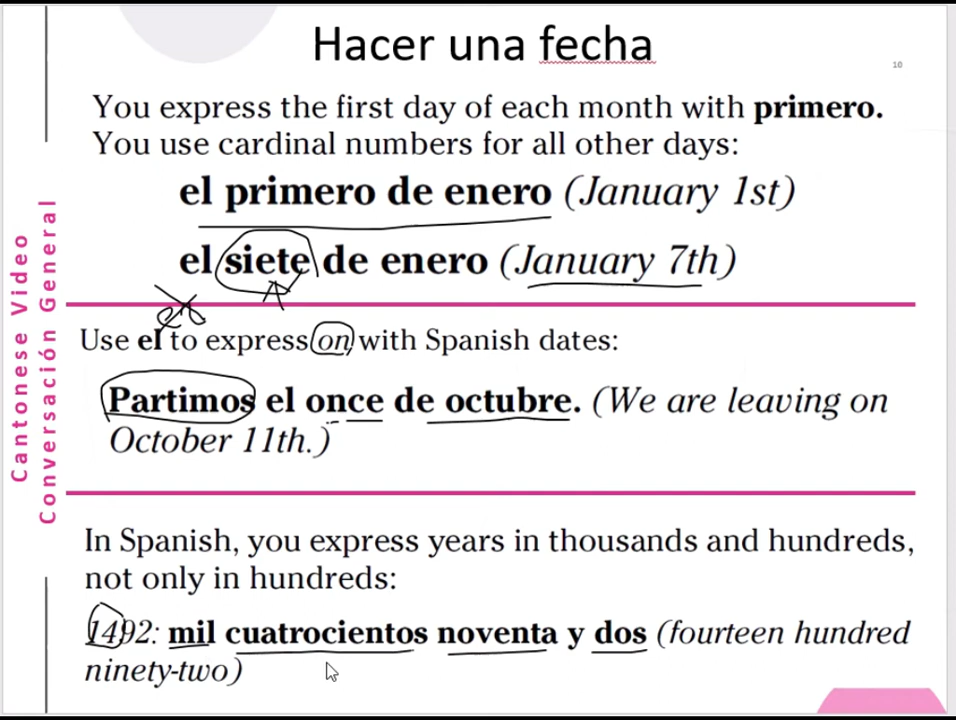 Hacer una fecha
10
You express the first day of each month with primero.
You use cardinal numbers for all other days:
el primero de enero (January 1st)
el siete de enero (January 7th)
Use el to express on with Spanish dates:
Partimos el once de octubre. (We are leaving on
October 11th.)
In Spanish, you express years in thousands and hundreds,
not only in hundreds:
1492: mil cuatrocientos noventa y dos (fourteen hundred
ninety-two)
Cantonese Video
Conversación General